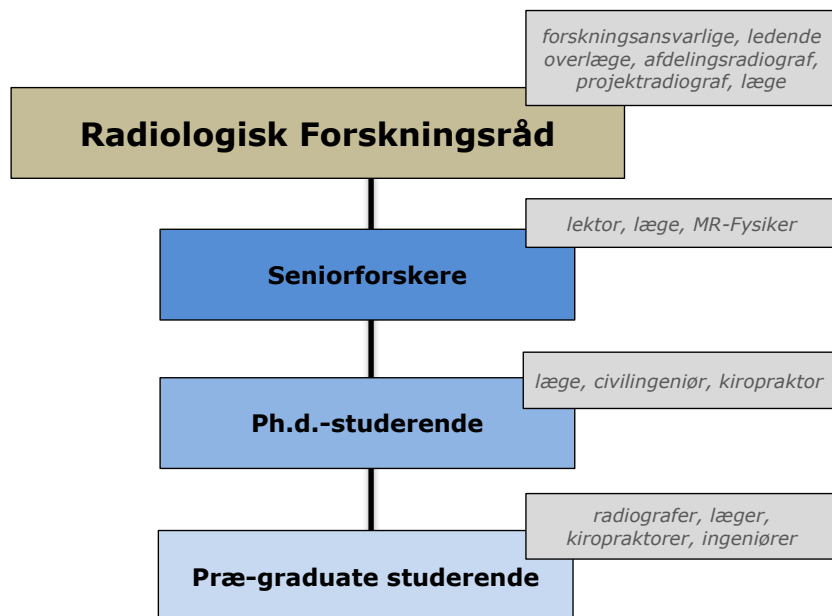 forskningsansvarlige, ledende
overlæge, afdelingsradiograf,
projektradiograf, læge
Radiologisk Forskningsråd
lektor, læge, MR-Fysiker
Seniorforskere
læge, civilingeniør, kiropraktor
Ph.d.-studerende
radiografer, læger,
kiropraktorer, ingeniører
Præ-graduate studerende